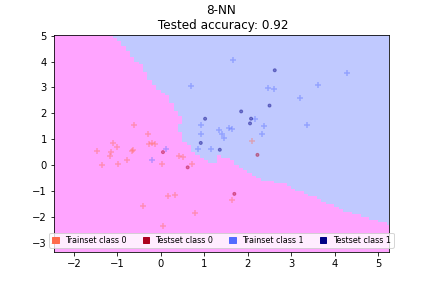 8-NN
Tested accuracy: 0.92
5
4
3
2
1
0
−1
−2
−3
Trainset class 0 Testset class 0 Trainset class 1 Testset class 1
−2 −1 0 1 2 3 4 5